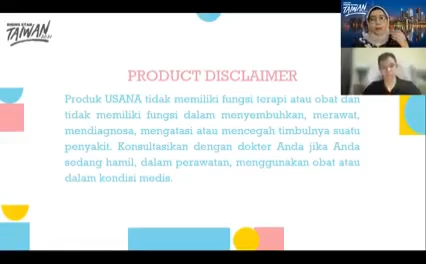 TAIWAN
TAIWAN
PRODUCT DISCLAIMER
Produk USANA tidak memiliki fungsi terapi atau obat dan
tidak memiliki fungsi dalam menyembuhkan, merawat,
mendiagnosa, mengatasi atau mencegah timbulnya suatu
penyakit. Konsultasikan dengan dokter Anda jika Anda
sedang hamil, dalam perawatan, menggunakan obat atau
dalam kondisi medis.